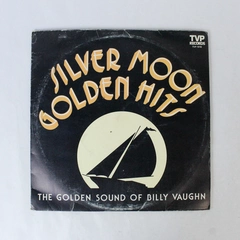 TVP
RECORDS
SILVER MOON
GOLDEN HITS
THE GOLDEN SOUND OF BILLY VAUGHN